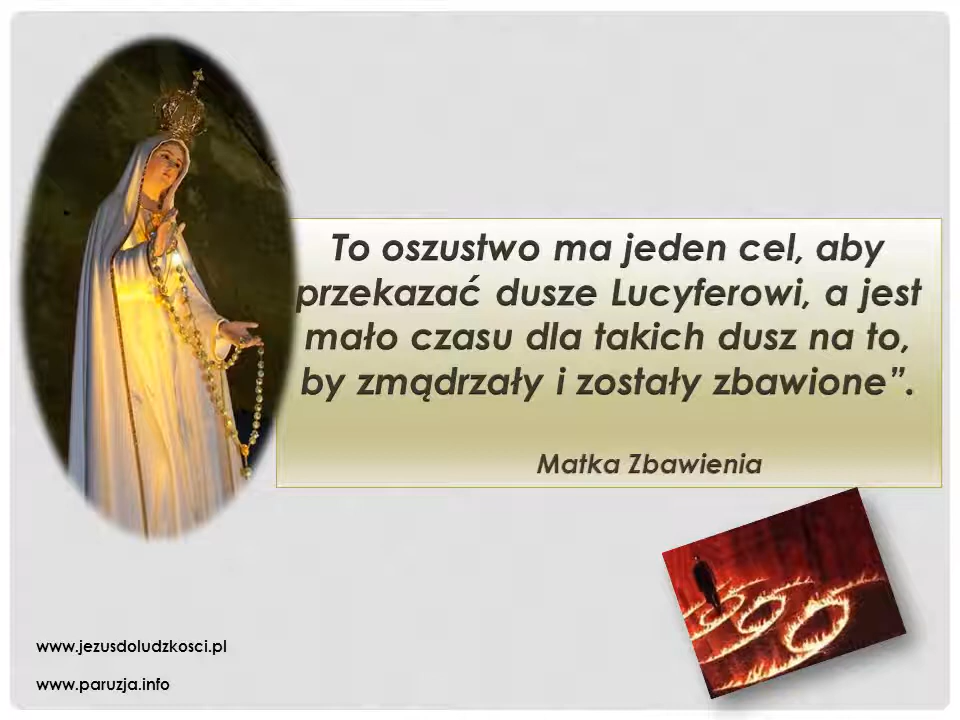 To oszustwo ma jeden cel, aby
przekazać dusze Lucyferowi, a jest
mało czasu dla takich dusz na to,
by zmądrzały i zostały zbawione”.
Matka Zbawienia
666
www.jezusdoludzkosci.pl
www.paruzja.info